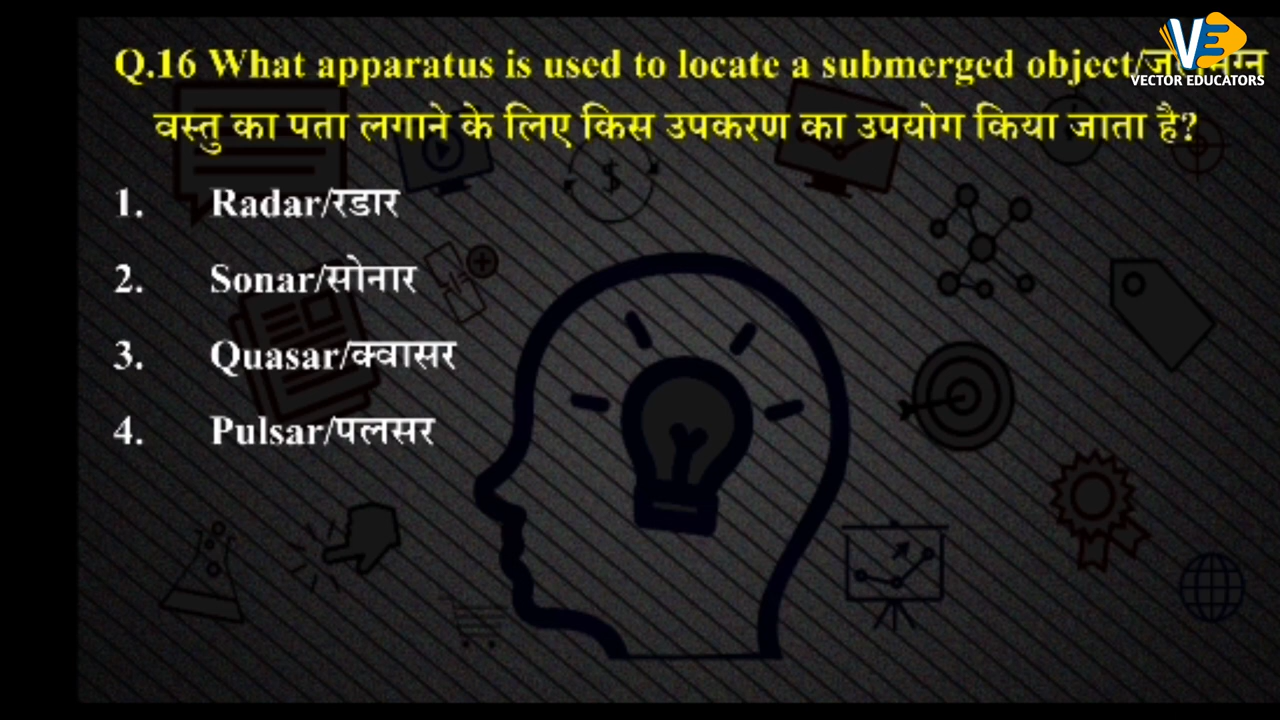 Q.16 What apparatus is used to locate a submerged object/
वस्तु का पता लगाने के लिए किस उपकरण का उपयोग किया जाता है?
1. Radar/रडार
2. Sonar/सोनार
3. Quasar/क्वासर
4. Pulsar/पलसर
VE
VECTOR EDUCATORS